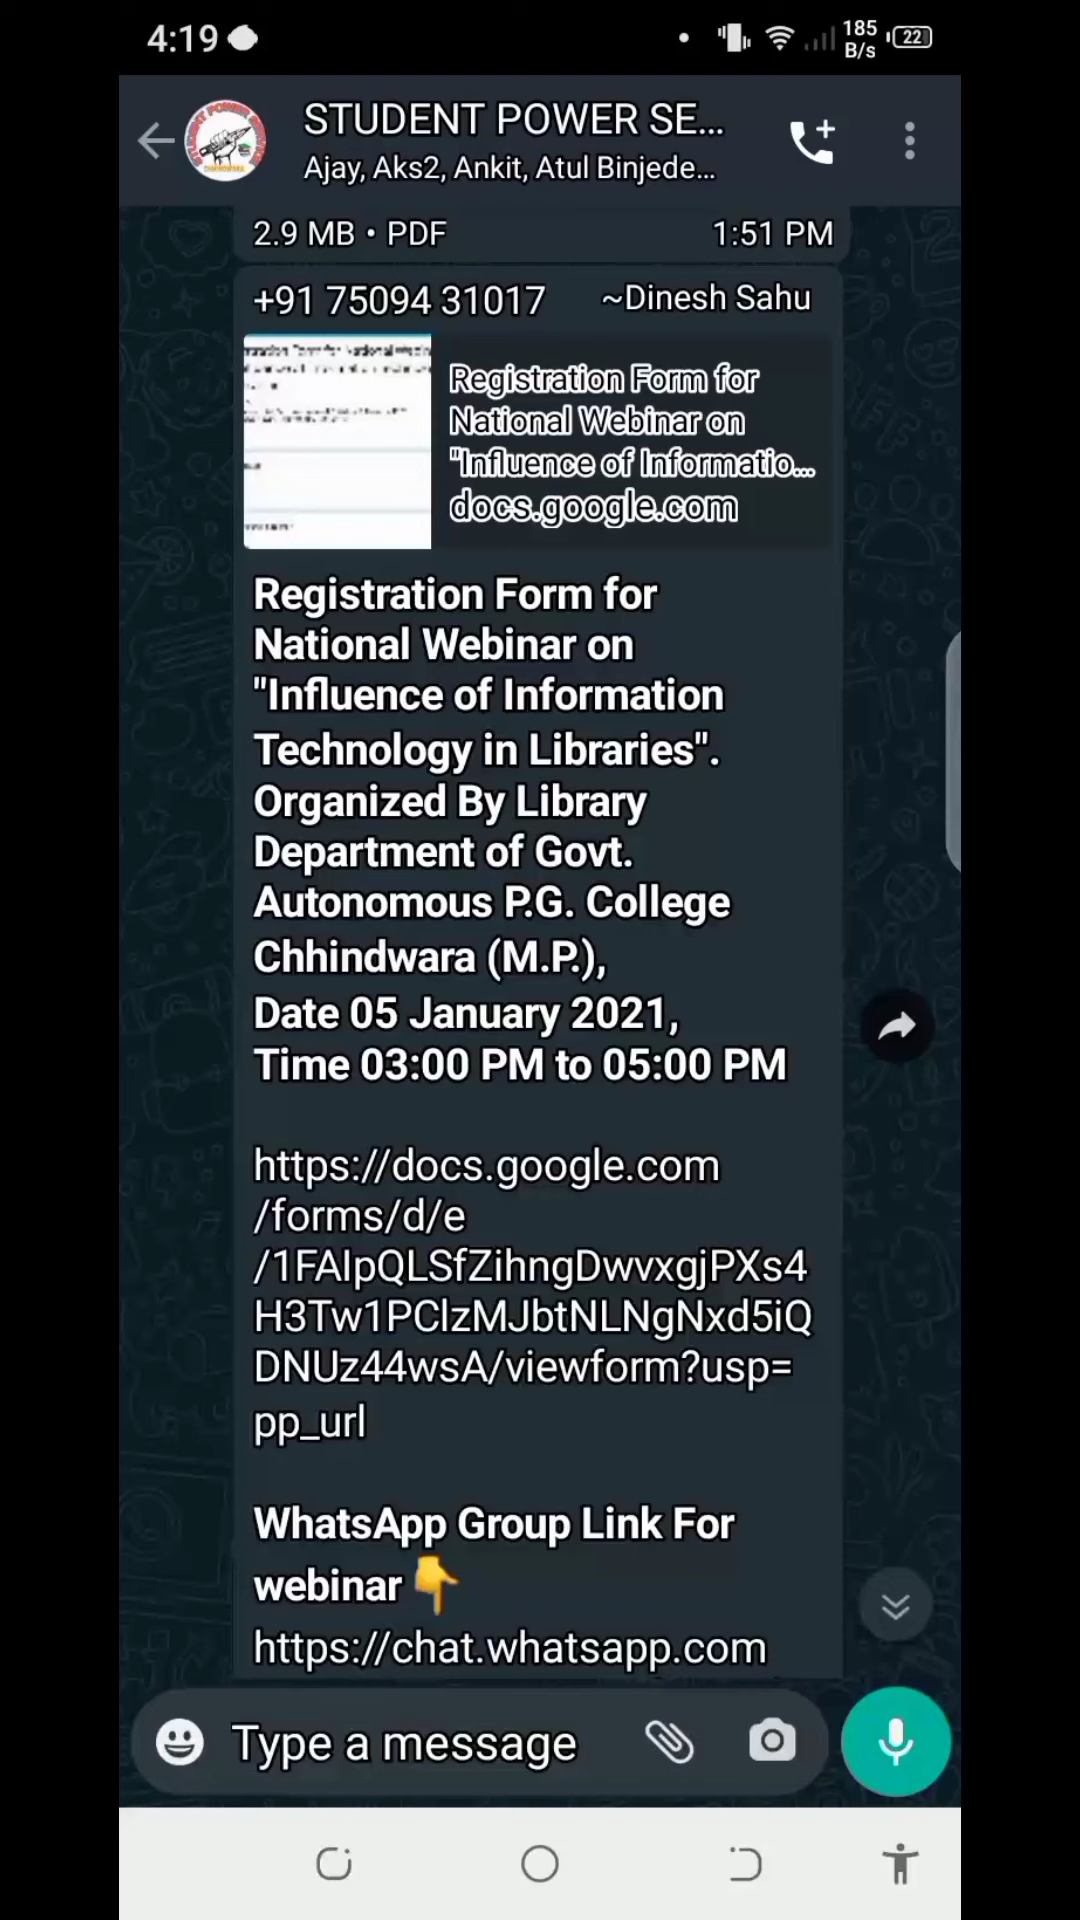 4:19
185
B/s
22
STUDENT POWER SE...
Ajay, Aks2, Ankit, Atul Binjede...
2.9 MB • PDF 1:51 PM
+91 75094 31017 ~Dinesh Sahu
Registration Form for
National Webinar on
"Influence of Informatio...
docs.google.com
Registration Form for
National Webinar on
"Influence of Information
Technology in Libraries".
Organized By Library
Department of Govt.
Autonomous P.G. College
Chhindwara (M.P.),
Date 05 January 2021,
Time 03:00 PM to 05:00 PM
https://docs.google.com
/forms/d/e
/1FAIpQLSfZihngDwvxgjPXs4
H3Tw1PClzMJbtNLNgNxd5iQ
DNUz44wsA/viewform?usp=
pp_url
WhatsApp Group Link For
webinar 👇
https://chat.whatsapp.com
Type a message